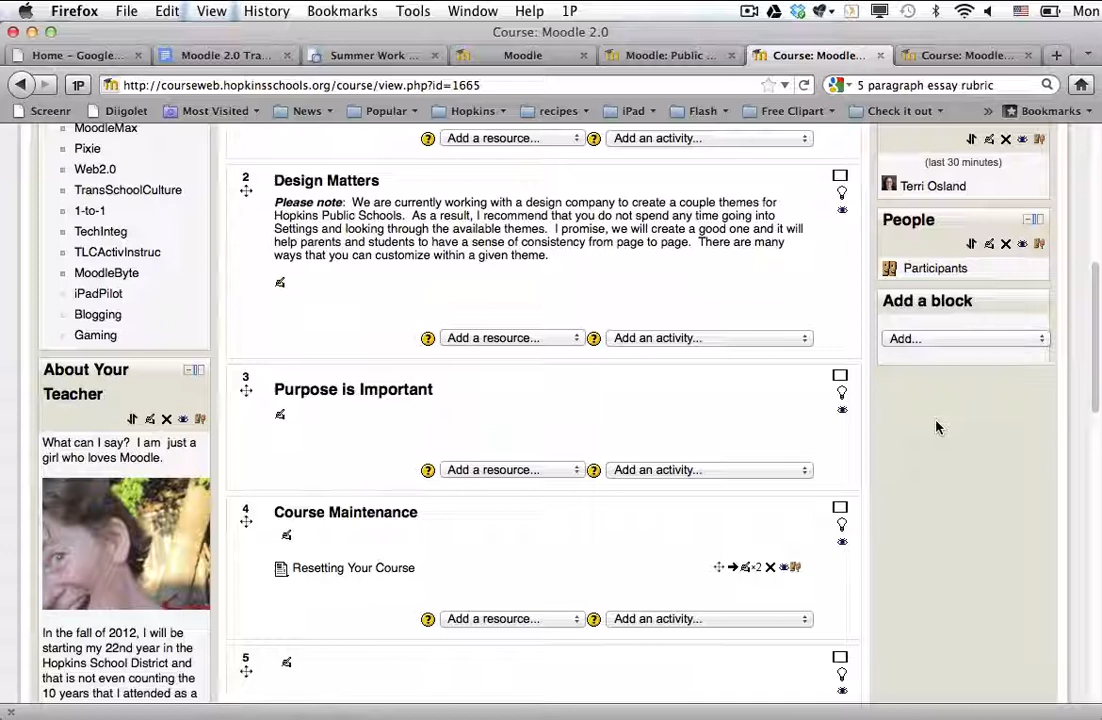 Firefox File Edit View History Bookmarks Tools Window Help 1P Mon
Course: Moodle 2.0
Home – Google... Moodle 2.0 Tra... Summer Work ... Moodle Moodle: Public ... Course: Moodle... Course: Moodle...
1P http://courseweb.hopkinsschools.org/course/view.php?id=1665 5 paragraph essay rubric
Screenr Diigolet Most Visited News Popular Hopkins recipes iPad Flash Free Clipart Check it out » Bookmarks
MoodleMax
Pixie
Web2.0
TransSchoolCulture
1-to-1
TechInteg
TLCActivInstruc
MoodleByte
iPadPilot
Blogging
Gaming
About Your
Teacher
What can I say? I am just a
girl who loves Moodle.
In the fall of 2012, I will be
starting my 22nd year in the
Hopkins School District and
that is not even counting the
10 years that I attended as a
? Add a resource... ? Add an activity...
2 Design Matters
Please note: We are currently working with a design company to create a couple themes for
Hopkins Public Schools. As a result, I recommend that you do not spend any time going into
Settings and looking through the available themes. I promise, we will create a good one and it will
help parents and students to have a sense of consistency from page to page. There are many
ways that you can customize within a given theme.
? Add a resource... ? Add an activity...
3 Purpose is Important
? Add a resource... ? Add an activity...
4 Course Maintenance
Resetting Your Course ×2
? Add a resource... ? Add an activity...
5
(last 30 minutes)
Terri Osland
People
Participants
Add a block
Add...